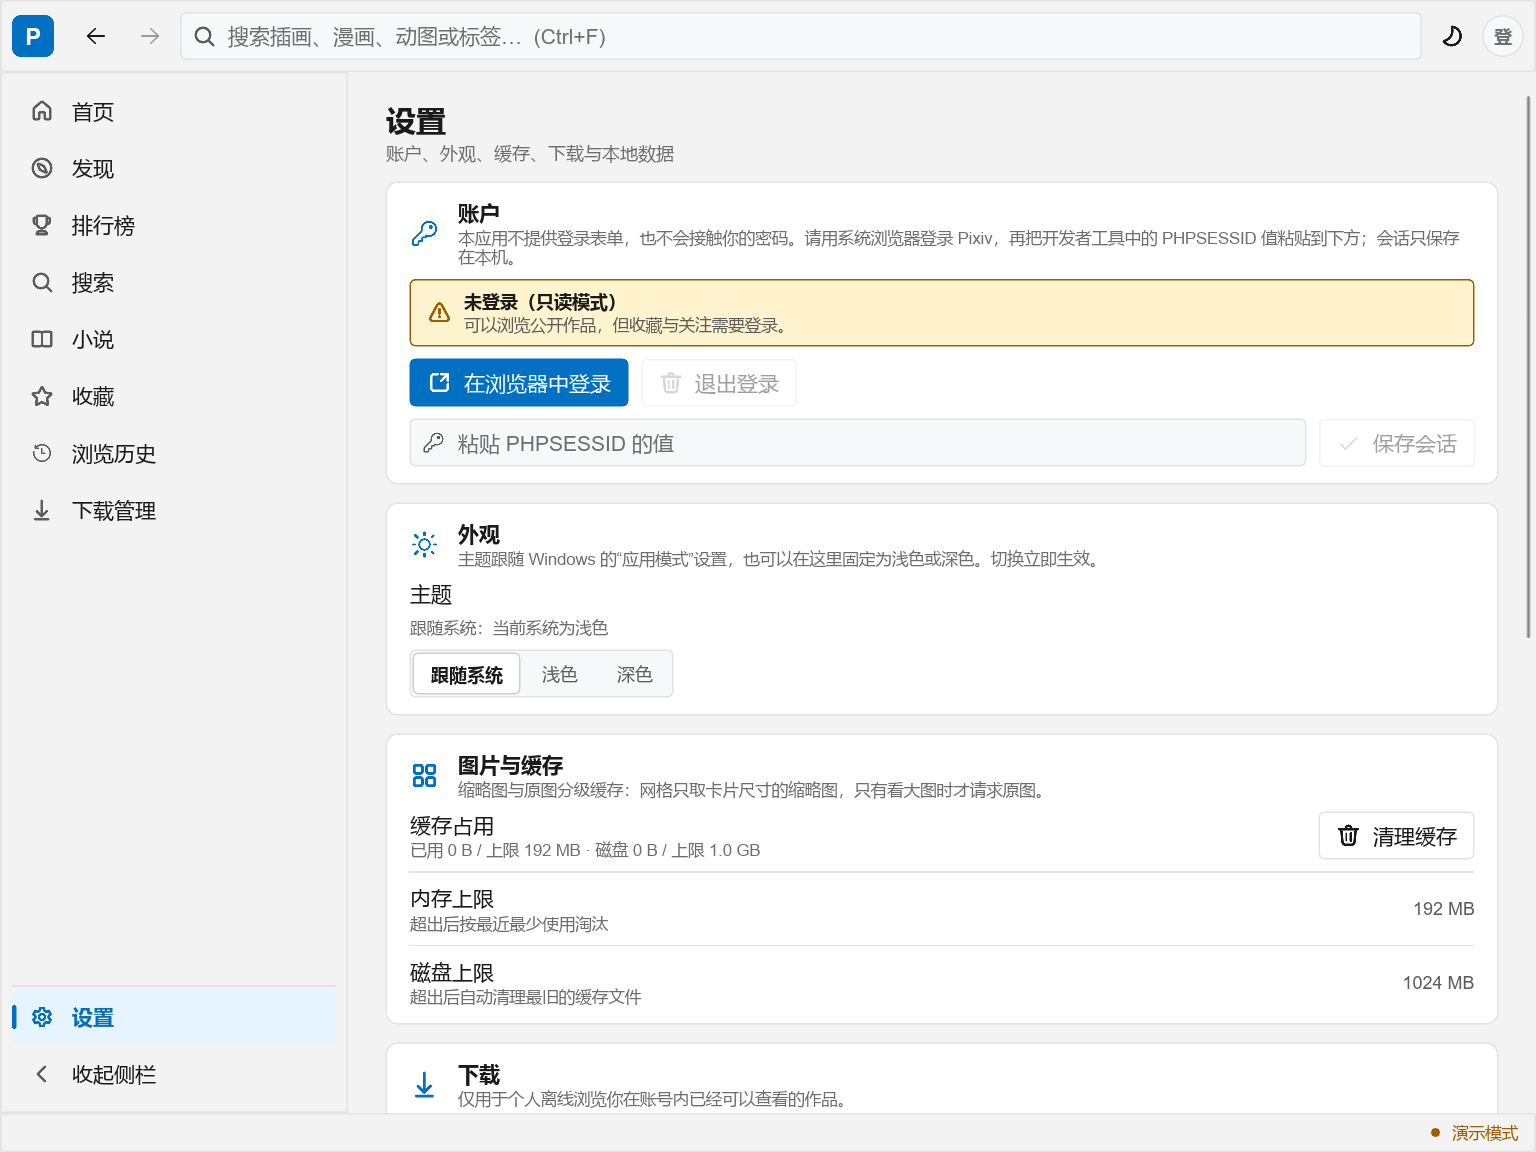 P
搜索插画、漫画、动图或标签… (Ctrl+F)
登
首页
发现
排行榜
搜索
小说
收藏
浏览历史
下载管理
设置
收起侧栏
设置
账户、外观、缓存、下载与本地数据
账户
本应用不提供登录表单，也不会接触你的密码。请用系统浏览器登录 Pixiv，再把开发者工具中的 PHPSESSID 值粘贴到下方；会话只保存
在本机。
未登录（只读模式）
可以浏览公开作品，但收藏与关注需要登录。
在浏览器中登录
退出登录
粘贴 PHPSESSID 的值
保存会话
外观
主题跟随 Windows 的“应用模式”设置，也可以在这里固定为浅色或深色。切换立即生效。
主题
跟随系统：当前系统为浅色
跟随系统
浅色
深色
图片与缓存
缩略图与原图分级缓存：网格只取卡片尺寸的缩略图，只有看大图时才请求原图。
缓存占用
已用 0 B / 上限 192 MB · 磁盘 0 B / 上限 1.0 GB
清理缓存
内存上限
超出后按最近最少使用淘汰
192 MB
磁盘上限
超出后自动清理最旧的缓存文件
1024 MB
下载
仅用于个人离线浏览你在账号内已经可以查看的作品。
演示模式